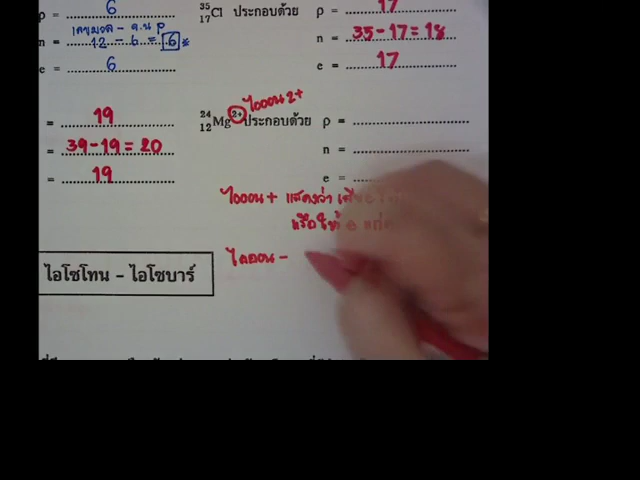 ρ = 6
เลขมวล - จ.น p
n = 12 - 6 = 6
e = 6
35 17 Cl ประกอบด้วย ρ = 17
n = 35 - 17 = 18
e = 17
= 19
= 39 - 19 = 20
= 19
ไอออน 2+
24 12 Mg 2+ ประกอบด้วย ρ =
n =
e =
ไอออน + แสดงว่า
หรือให้ e
ไอออน -
ไอโซโทน - ไอโซบาร์